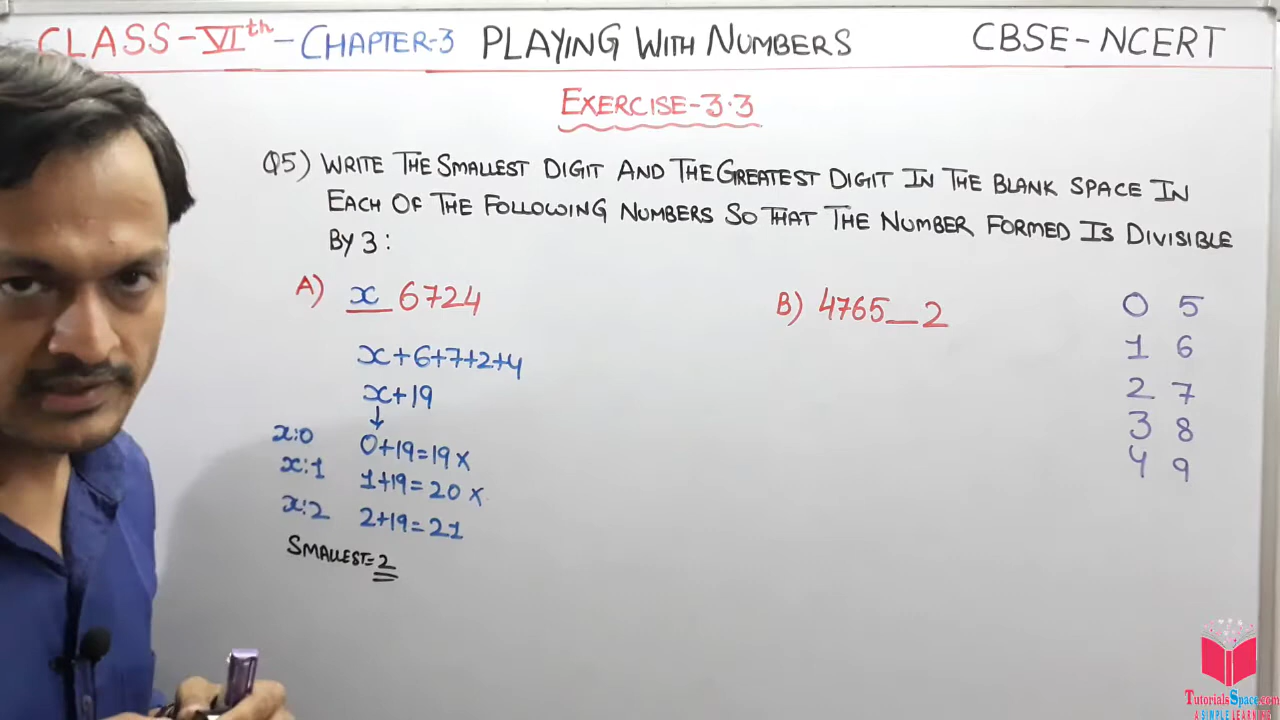 CLASS-VIth-CHAPTER-3 PLAYING WITH NUMBERS CBSE-NCERT
EXERCISE-3.3
Q5) WRITE THE SMALLEST DIGIT AND THE GREATEST DIGIT IN THE BLANK SPACE IN
EACH OF THE FOLLOWING NUMBERS SO THAT THE NUMBER FORMED IS DIVISIBLE
BY 3:
A) x 6724
x+6+7+2+4
x+19
↓
x:0 0+19=19 ×
x:1 1+19=20 ×
x:2 2+19=21
SMALLEST=2
B) 4765__2
0 5
1 6
2 7
3 8
4 9
TutorialsSpace.com
A SIMPLE LEARNING